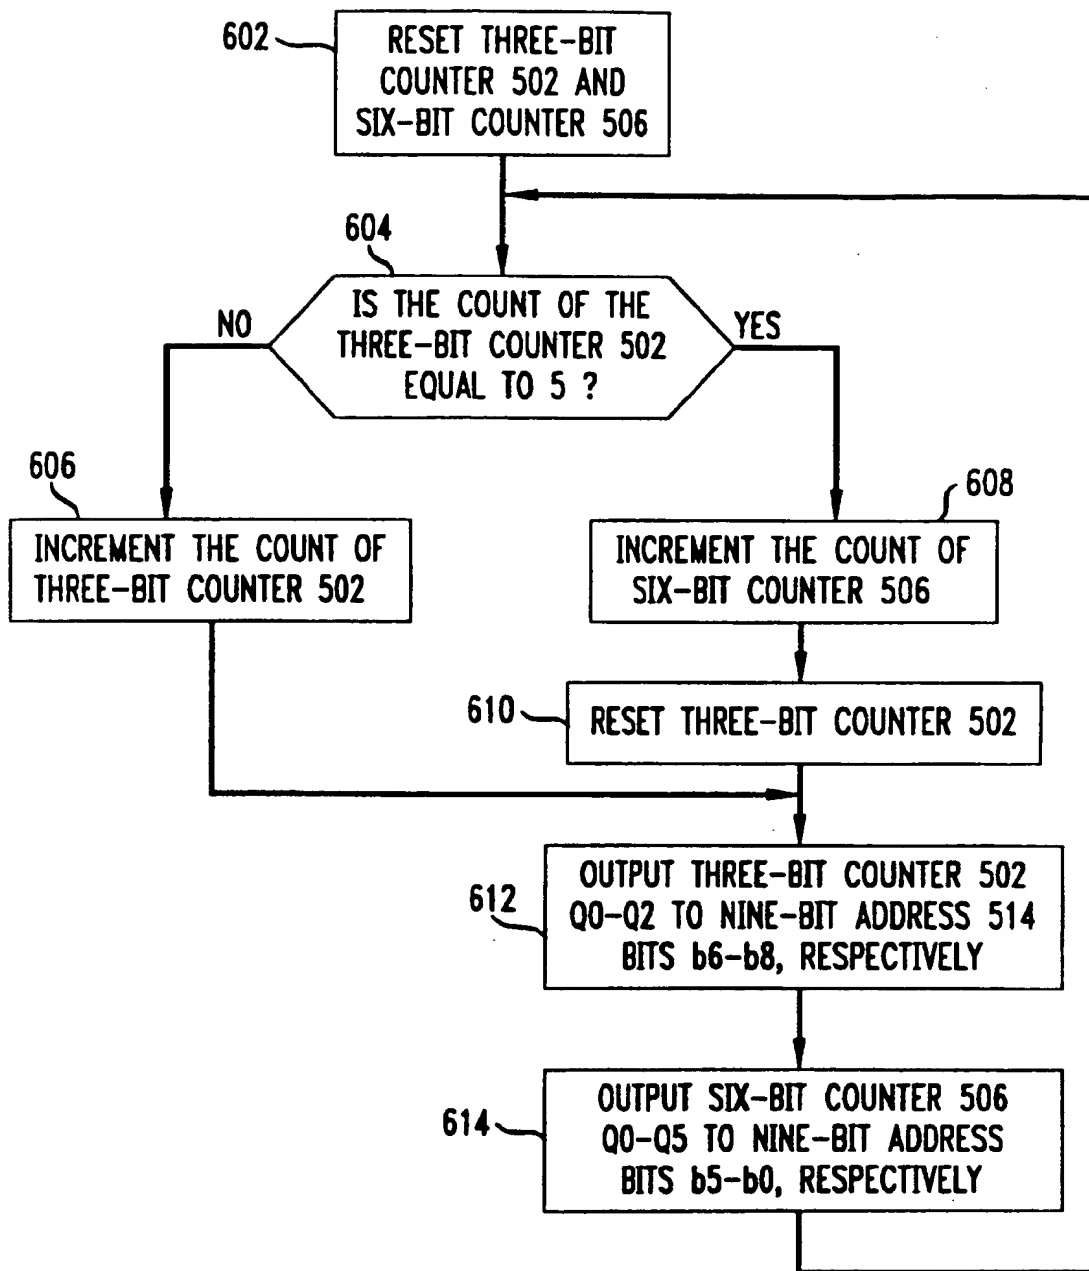 602
RESET THREE-BIT
COUNTER 502 AND
SIX-BIT COUNTER 506
604
IS THE COUNT OF THE
THREE-BIT COUNTER 502
EQUAL TO 5 ?
NO
YES
606
INCREMENT THE COUNT OF
THREE-BIT COUNTER 502
608
INCREMENT THE COUNT OF
SIX-BIT COUNTER 506
610
RESET THREE-BIT COUNTER 502
612
OUTPUT THREE-BIT COUNTER 502
Q0-Q2 TO NINE-BIT ADDRESS 514
BITS b6-b8, RESPECTIVELY
614
OUTPUT SIX-BIT COUNTER 506
Q0-Q5 TO NINE-BIT ADDRESS
BITS b5-b0, RESPECTIVELY